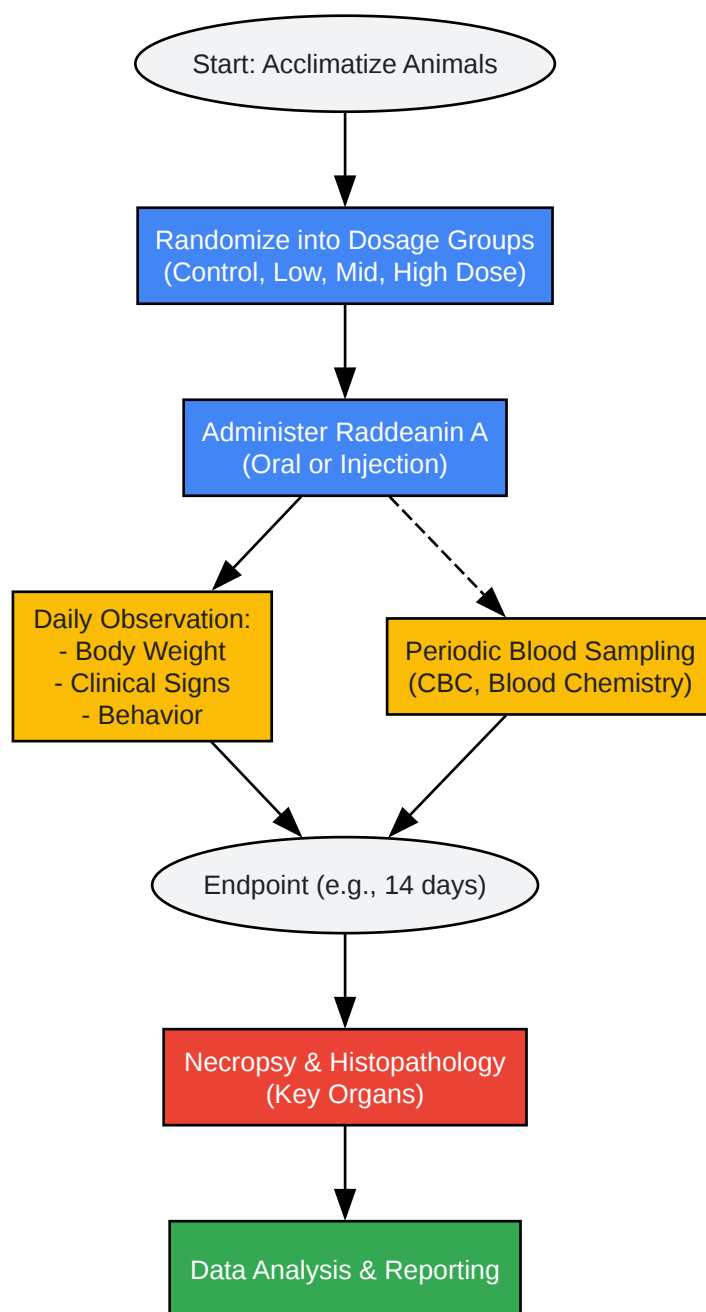 Start: Acclimatize Animals
Randomize into Dosage Groups
(Control, Low, Mid, High Dose)
Administer Raddeanin A
(Oral or Injection)
Daily Observation:
- Body Weight
- Clinical Signs
- Behavior
Periodic Blood Sampling
(CBC, Blood Chemistry)
Endpoint (e.g., 14 days)
Necropsy & Histopathology
(Key Organs)
Data Analysis & Reporting